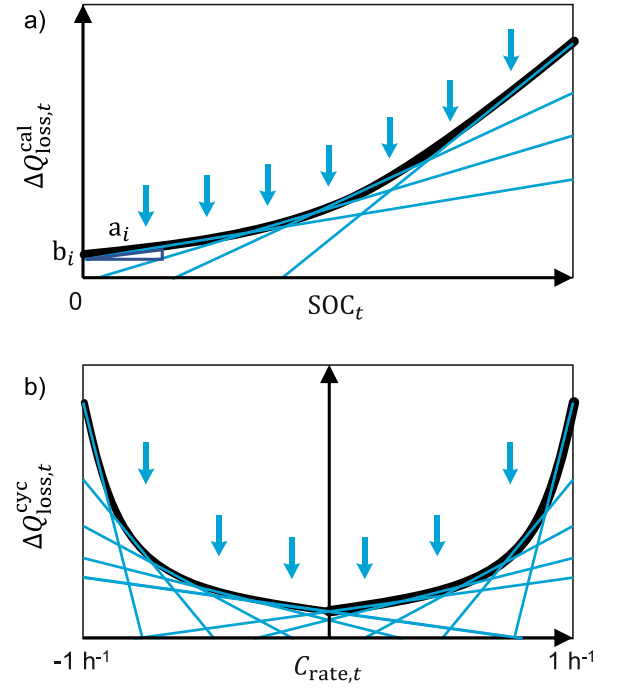 a)
ΔQ^cal_loss,t
a_i
b_i
0
SOC_t
b)
ΔQ^cyc_loss,t
-1 h⁻¹
C_rate,t
1 h⁻¹